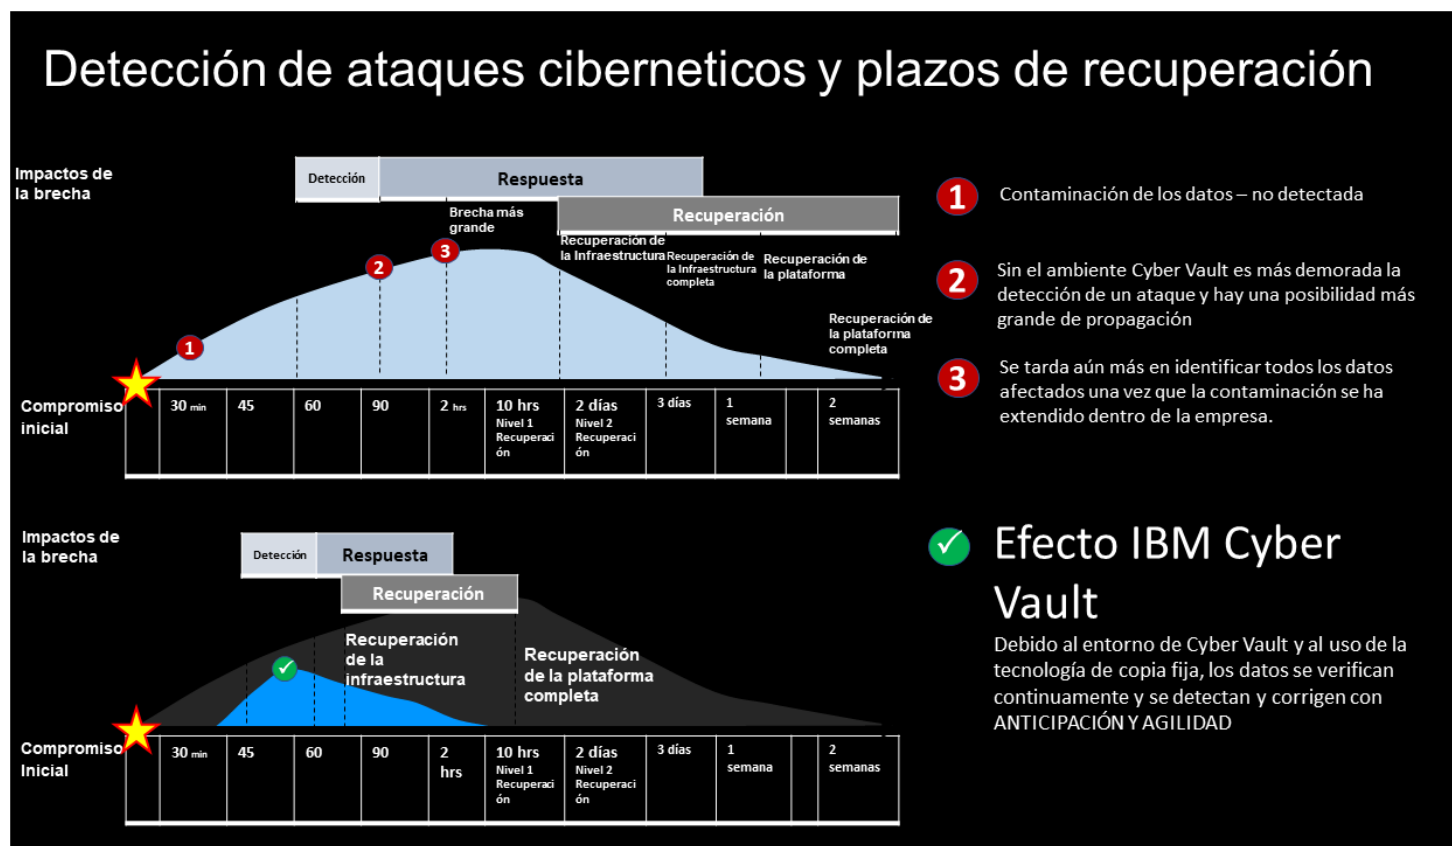 Detección de ataques ciberneticos y plazos de recuperación
Impactos de
la brecha
Detección
Respuesta
Recuperación
Brecha más
grande
Recuperación de
la Infraestructura
Recuperación de
la Infraestructura
completa
Recuperación de
la plataforma
Recuperación de
la plataforma
completa
1
2
3
Compromiso
inicial
30 min
45
60
90
2 hrs
10 hrs
Nivel 1
Recuperaci
ón
2 días
Nivel 2
Recuperaci
ón
3 días
1
semana
2
semanas
1
Contaminación de los datos – no detectada
2
Sin el ambiente Cyber Vault es más demorada la
detección de un ataque y hay una posibilidad más
grande de propagación
3
Se tarda aún más en identificar todos los datos
afectados una vez que la contaminación se ha
extendido dentro de la empresa.
Impactos de
la brecha
Detección
Respuesta
Recuperación
Recuperación
de la
infraestructura
Recuperación
de la plataforma
completa
Compromiso
Inicial
30 min
45
60
90
2
hrs
10 hrs
Nivel 1
Recuperaci
ón
2 días
Nivel 2
Recuperaci
ón
3 días
1
semana
2
semanas
Efecto IBM Cyber
Vault
Debido al entorno de Cyber Vault y al uso de la
tecnología de copia fija, los datos se verifican
continuamente y se detectan y corrigen con
ANTICIPACIÓN Y AGILIDAD